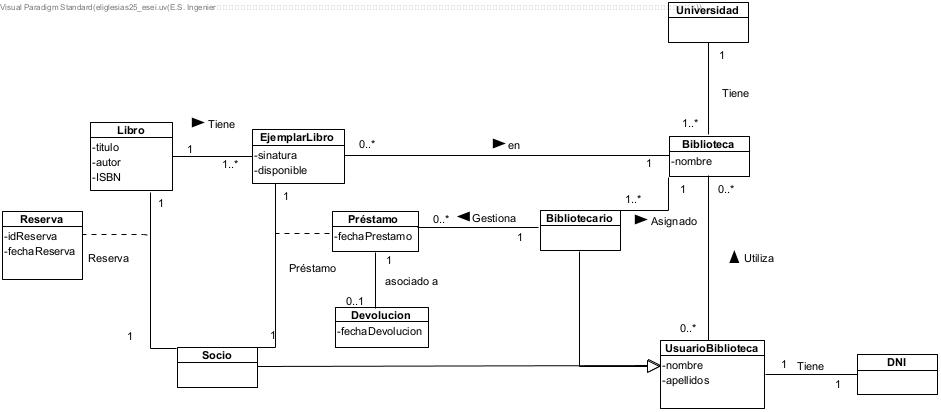 Visual Paradigm Standard(eliglesias25_esei.uv(E.S. Ingenier
Universidad
1
Tiene
1..*
Biblioteca
-nombre
Libro
-titulo
-autor
-ISBN
Tiene
1
1..*
EjemplarLibro
-sinatura
-disponible
0..*
en
1
1
1
1..*
1
0..*
Reserva
-idReserva
-fechaReserva
Reserva
Préstamo
-fechaPrestamo
0..*
Gestiona
1
Bibliotecario
Asignado
Préstamo
1
asociado a
0..1
Utiliza
Devolucion
-fechaDevolucion
1
1
0..*
Socio
UsuarioBiblioteca
-nombre
-apellidos
1
Tiene
1
DNI